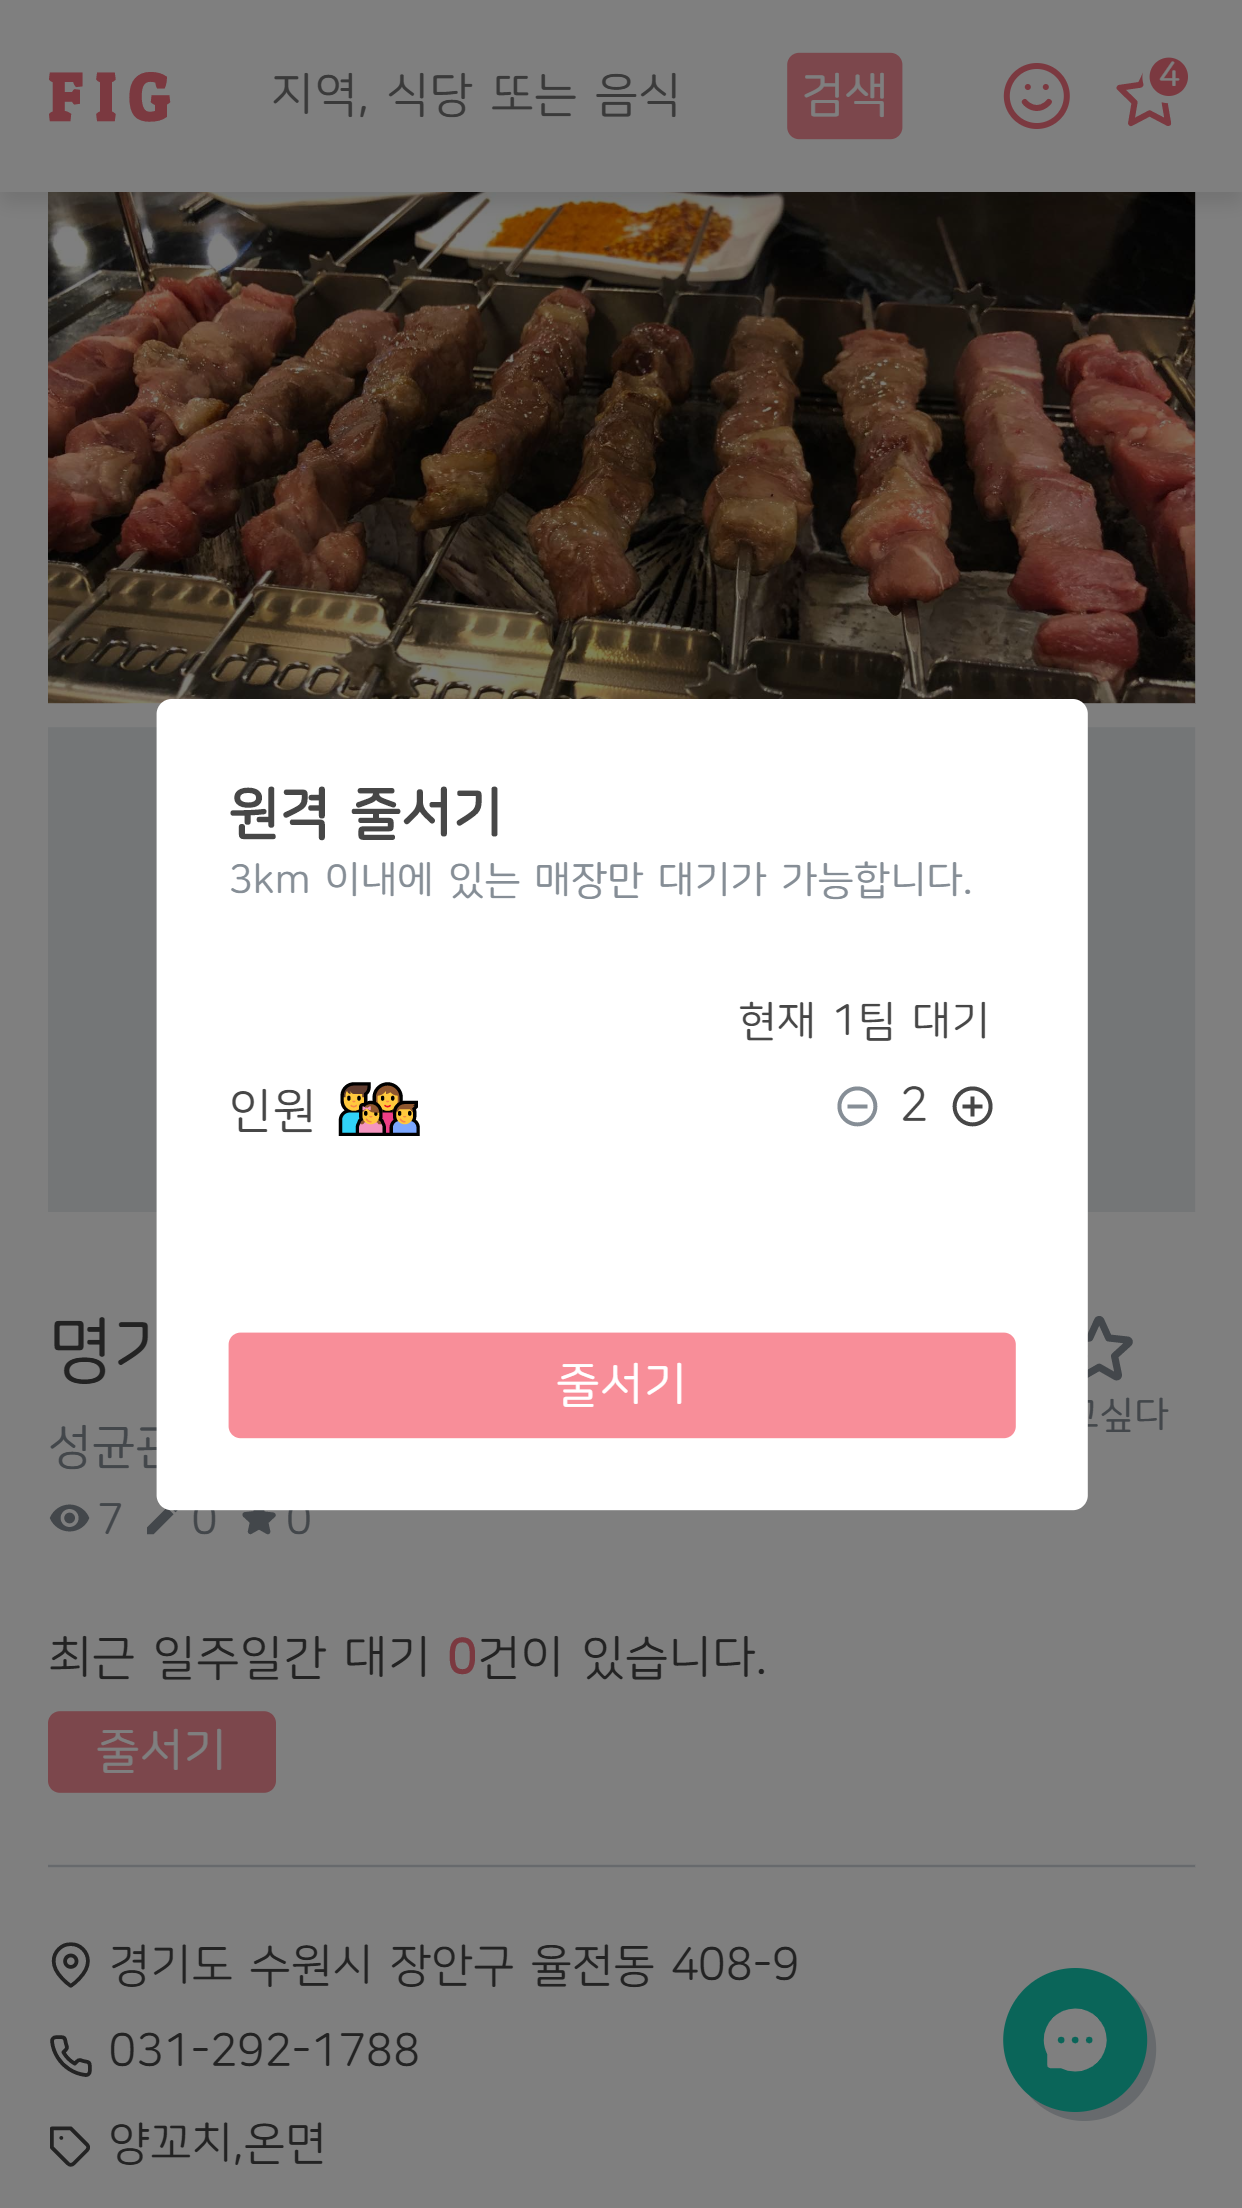 FIG 지역, 식당 또는 음식 검색 4
원격 줄서기
3km 이내에 있는 매장만 대기가 가능합니다.
현재 1팀 대기
인원 2
줄서기
명
성균
싶다
7 0 0
최근 일주일간 대기 0건이 있습니다.
줄서기
경기도 수원시 장안구 율전동 408-9
031-292-1788
양꼬치,온면